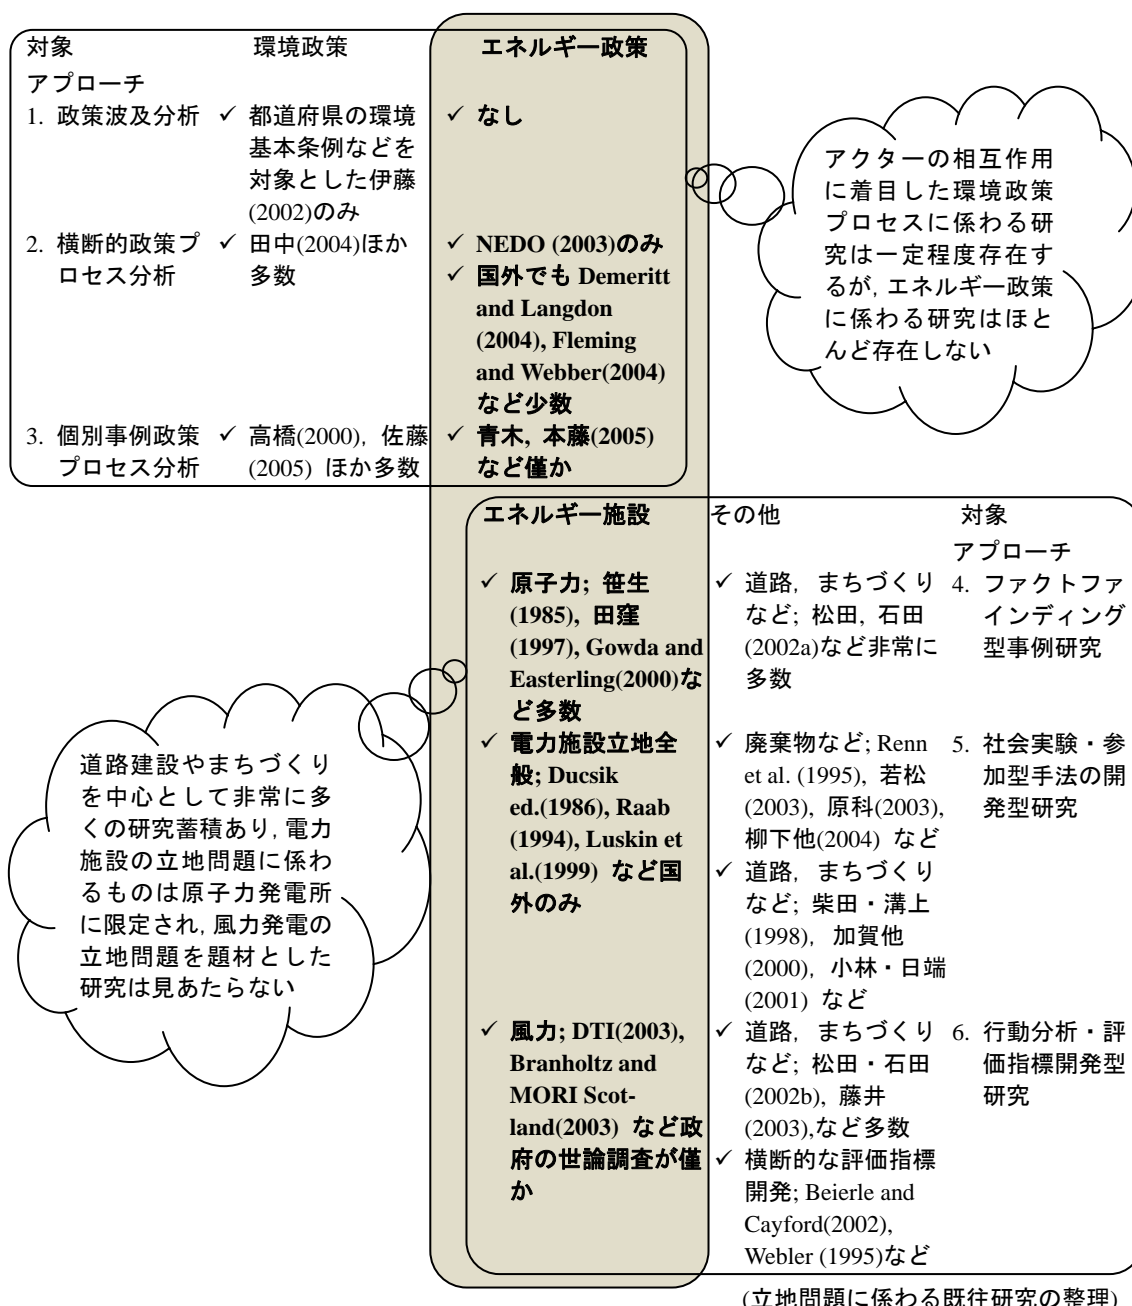 対象
アプローチ
環境政策
エネルギー政策
1. 政策波及分析
✓ 都道府県の環境
基本条例などを
対象とした伊藤
(2002)のみ
✓ なし
2. 横断的政策プ
ロセス分析
✓ 田中(2004)ほか
多数
✓ NEDO (2003)のみ
✓ 国外でも Demeritt
and Langdon
(2004), Fleming
and Webber(2004)
など少数
3. 個別事例政策
プロセス分析
✓ 高橋(2000), 佐藤
(2005) ほか多数
✓ 青木, 本藤(2005)
など僅か
アクターの相互作用
に着目した環境政策
プロセスに係わる研
究は一定程度存在す
るが, エネルギー政策
に係わる研究はほと
んど存在しない
エネルギー施設
その他
対象
アプローチ
✓ 原子力; 笹生
(1985), 田窪
(1997), Gowda and
Easterling(2000)な
ど多数
✓ 道路, まちづくり
など; 松田, 石田
(2002a)など非常に
多数
4. ファクトファ
インディング
型事例研究
✓ 電力施設立地全
般; Ducsik
ed.(1986), Raab
(1994), Luskin et
al.(1999) など国
外のみ
✓ 廃棄物など; Renn
et al. (1995), 若松
(2003), 原科(2003),
柳下他(2004) など
✓ 道路, まちづくり
など; 柴田・溝上
(1998), 加賀他
(2000), 小林・日端
(2001) など
5. 社会実験・参
加型手法の開
発型研究
✓ 風力; DTI(2003),
Branholtz and
MORI Scot-
land(2003) など政
府の世論調査が僅
か
✓ 道路, まちづくり
など; 松田・石田
(2002b), 藤井
(2003),など多数
✓ 横断的な評価指標
開発; Beierle and
Cayford(2002),
Webler (1995)など
6. 行動分析・評
価指標開発型
研究
道路建設やまちづくり
を中心として非常に多
くの研究蓄積あり, 電力
施設の立地問題に係わ
るものは原子力発電所
に限定され, 風力発電の
立地問題を題材とした
研究は見あたらない
(立地問題に係わる既往研究の整理)